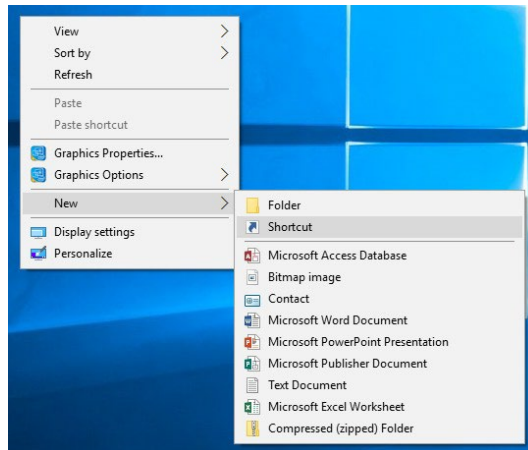 View
Sort by
Refresh
Paste
Paste shortcut
Graphics Properties...
Graphics Options
New
Display settings
Personalize
Folder
Shortcut
Microsoft Access Database
Bitmap image
Contact
Microsoft Word Document
Microsoft PowerPoint Presentation
Microsoft Publisher Document
Text Document
Microsoft Excel Worksheet
Compressed (zipped) Folder